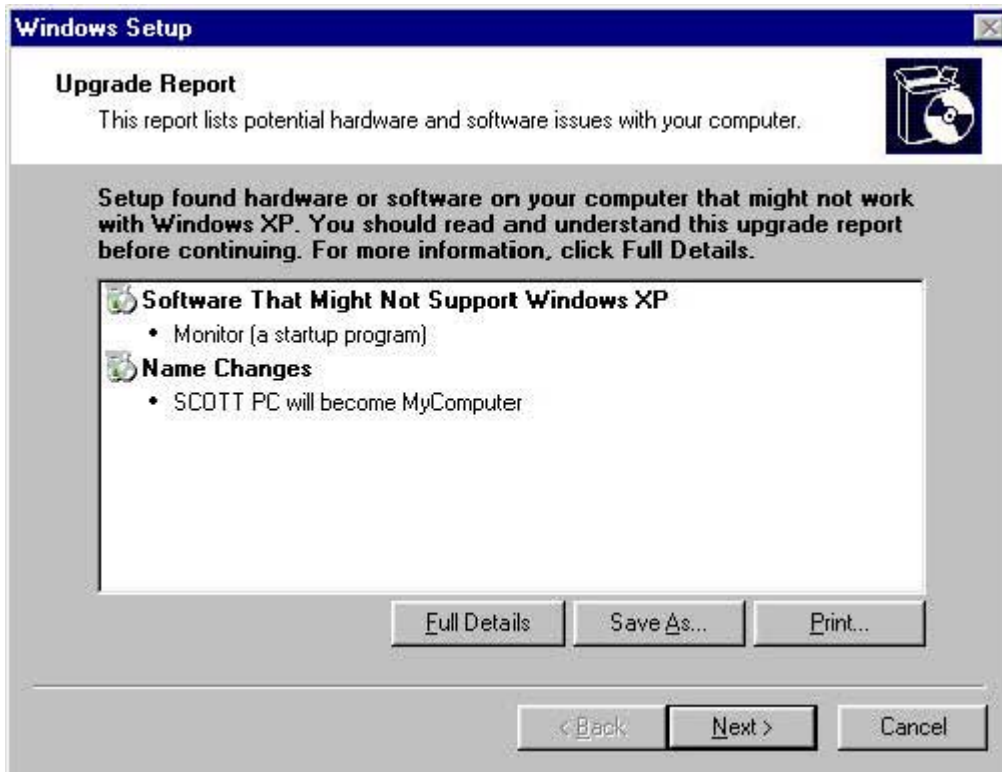 Windows Setup
Upgrade Report
This report lists potential hardware and software issues with your computer.
Setup found hardware or software on your computer that might not work
with Windows XP. You should read and understand this upgrade report
before continuing. For more information, click Full Details.
Software That Might Not Support Windows XP
• Monitor (a startup program)
Name Changes
• SCOTT PC will become MyComputer
Full Details
Save As...
Print...
< Back
Next >
Cancel